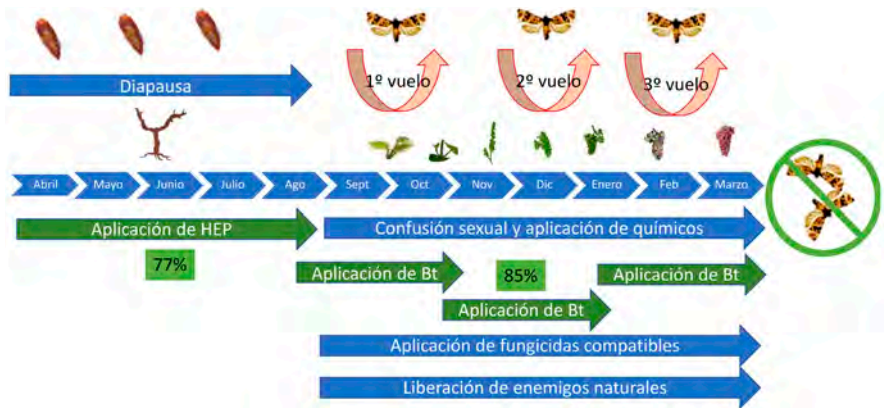 Diapausa
1º vuelo
2º vuelo
3º vuelo
Abril
Mayo
Junio
Julio
Ago
Sept
Oct
Nov
Dic
Enero
Feb
Marzo
Aplicación de HEP
Confusión sexual y aplicación de químicos
77%
Aplicación de Bt
85%
Aplicación de Bt
Aplicación de Bt
Aplicación de fungicidas compatibles
Liberación de enemigos naturales